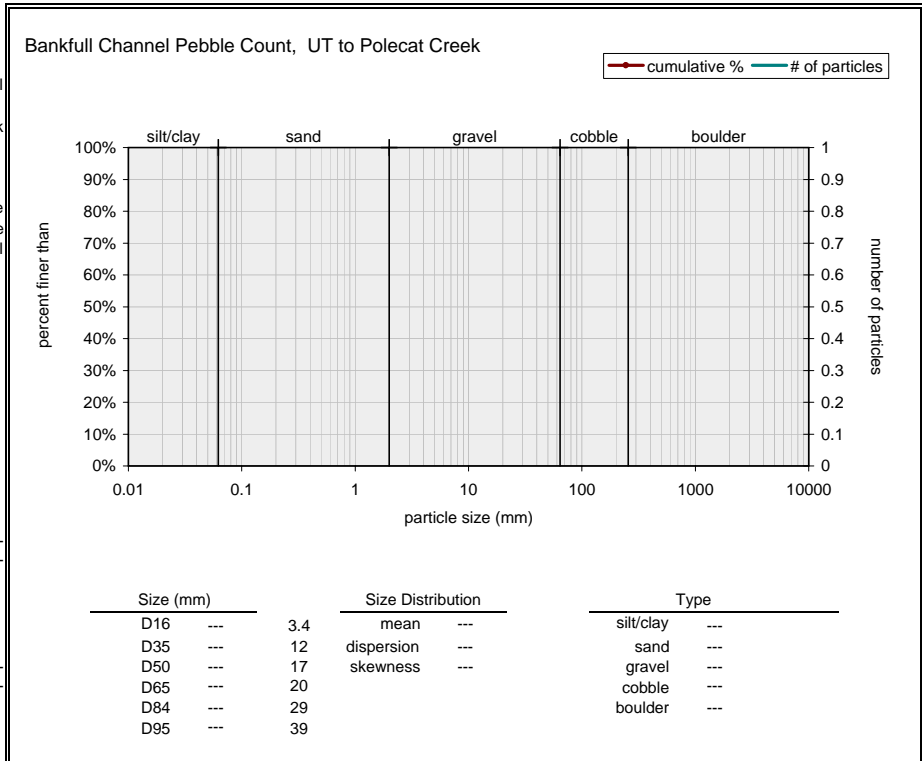 Bankfull Channel Pebble Count, UT to Polecat Creek
cumulative % # of particles
silt/clay sand gravel cobble boulder
100% 1
90% 0.9
80% 0.8
70% 0.7
60% 0.6
50% 0.5
40% 0.4
30% 0.3
20% 0.2
10% 0.1
0% 0
percent finer than
number of particles
0.01 0.1 1 10 100 1000 10000
particle size (mm)
Size (mm) Size Distribution Type
D16 --- 3.4 mean --- silt/clay ---
D35 --- 12 dispersion --- sand ---
D50 --- 17 skewness --- gravel ---
D65 --- 20 cobble ---
D84 --- 29 boulder ---
D95 --- 39